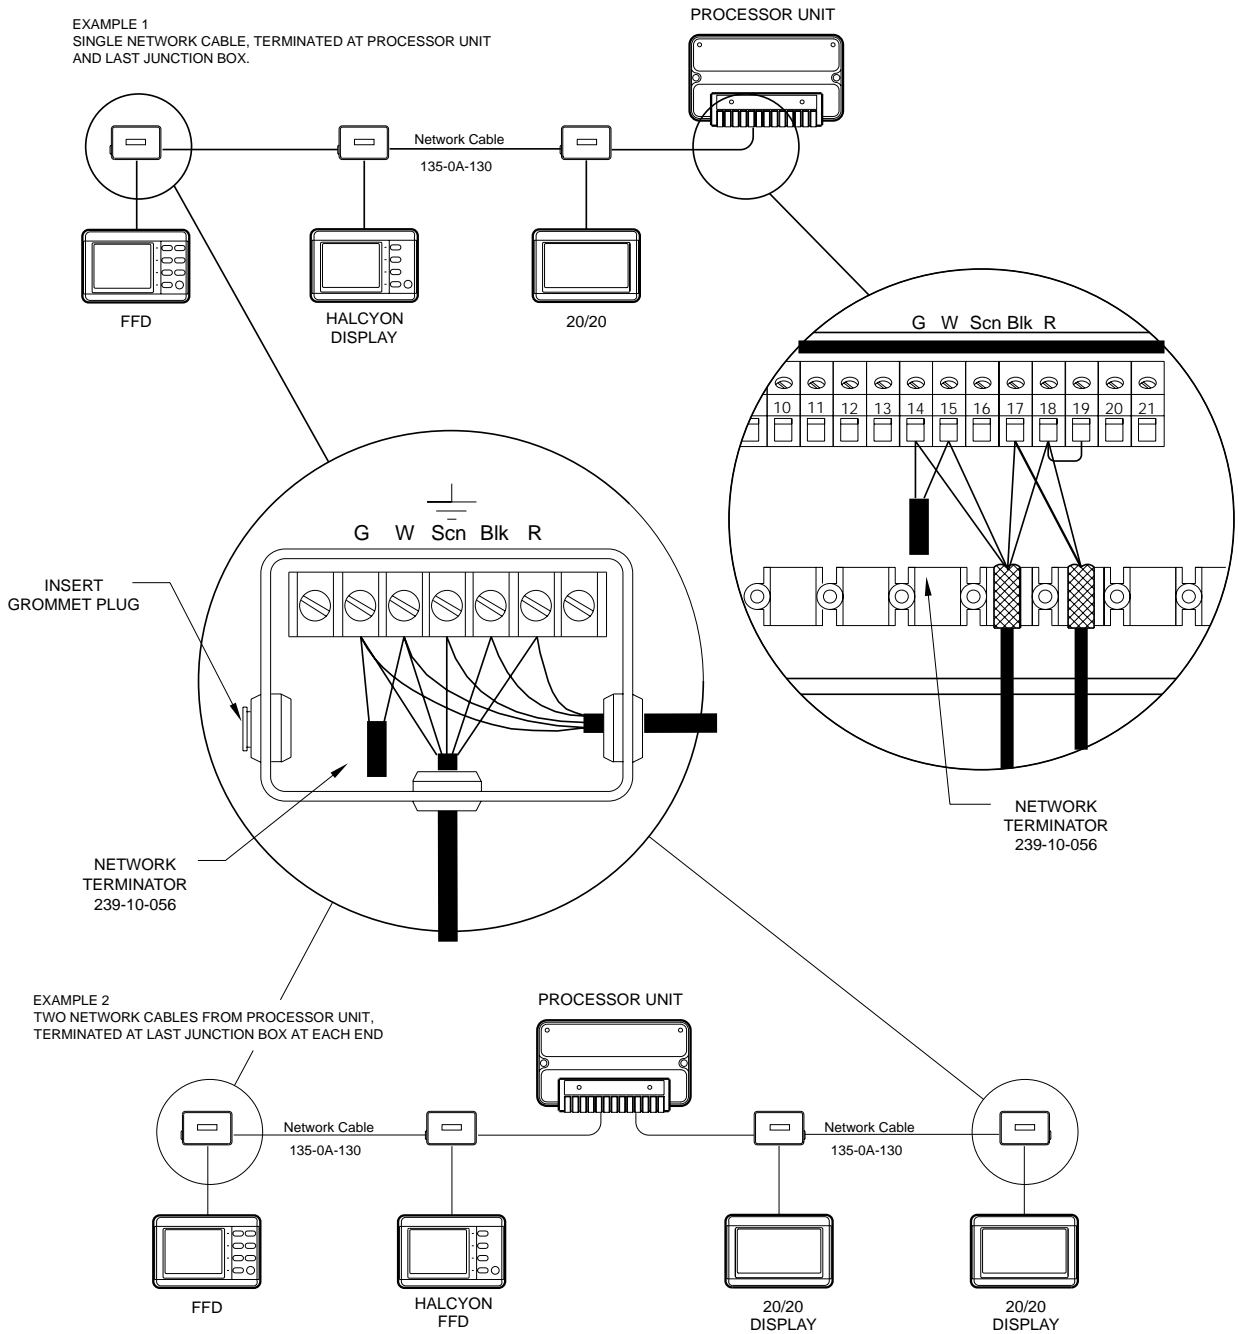 EXAMPLE 1
SINGLE NETWORK CABLE, TERMINATED AT PROCESSOR UNIT
AND LAST JUNCTION BOX.
PROCESSOR UNIT
Network Cable
135-0A-130
FFD
HALCYON
DISPLAY
20/20
G W Scn Blk R
10 11 12 13 14 15 16 17 18 19 20 21
G W Scn Blk R
INSERT
GROMMET PLUG
NETWORK
TERMINATOR
239-10-056
NETWORK
TERMINATOR
239-10-056
EXAMPLE 2
TWO NETWORK CABLES FROM PROCESSOR UNIT,
TERMINATED AT LAST JUNCTION BOX AT EACH END
PROCESSOR UNIT
Network Cable
135-0A-130
Network Cable
135-0A-130
FFD
HALCYON
FFD
20/20
DISPLAY
20/20
DISPLAY